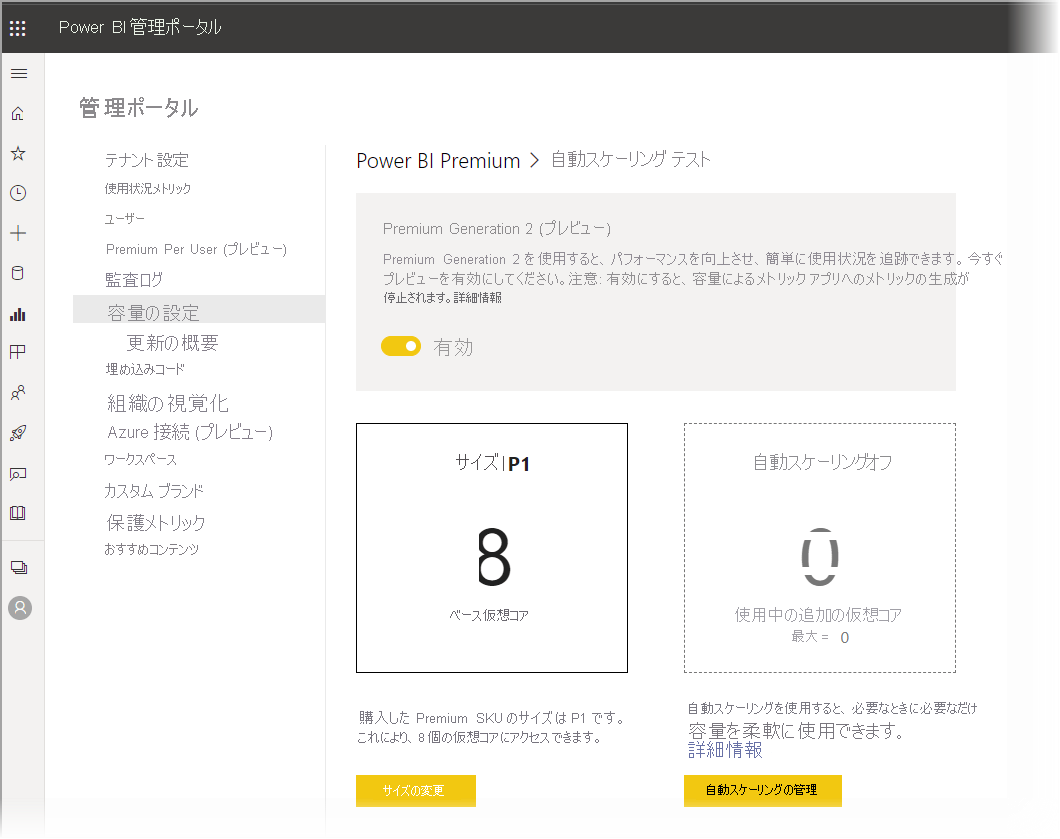 Power BI管理ポータル
管理ポータル
テナント設定
使用状況メトリック
ユーザー
Premium Per User (プレビュー)
監査ログ
容量の設定
更新の概要
埋め込みコード
組織の視覚化
Azure 接続 (プレビュー)
ワークスペース
カスタム ブランド
保護メトリック
おすすめコンテンツ
Power BI Premium > 自動スケーリング テスト
Premium Generation 2 (プレビュー)
Premium Generation 2 を使用すると、パフォーマンスを向上させ、簡単に使用状況を追跡できます。今すぐ
プレビューを有効にしてください。注意: 有効にすると、容量によるメトリック アプリへのメトリックの生成が
停止されます。詳細情報
有効
サイズ|P1
8
ベース仮想コア
購入した Premium SKU のサイズは P1 です。
これにより、8 個の仮想コアにアクセスできます。
サイズの変更
自動スケーリングオフ
0
使用中の追加の仮想コア
最大 = 0
自動スケーリングを使用すると、必要なときに必要なだけ
容量を柔軟に使用できます。
詳細情報
自動スケーリングの管理